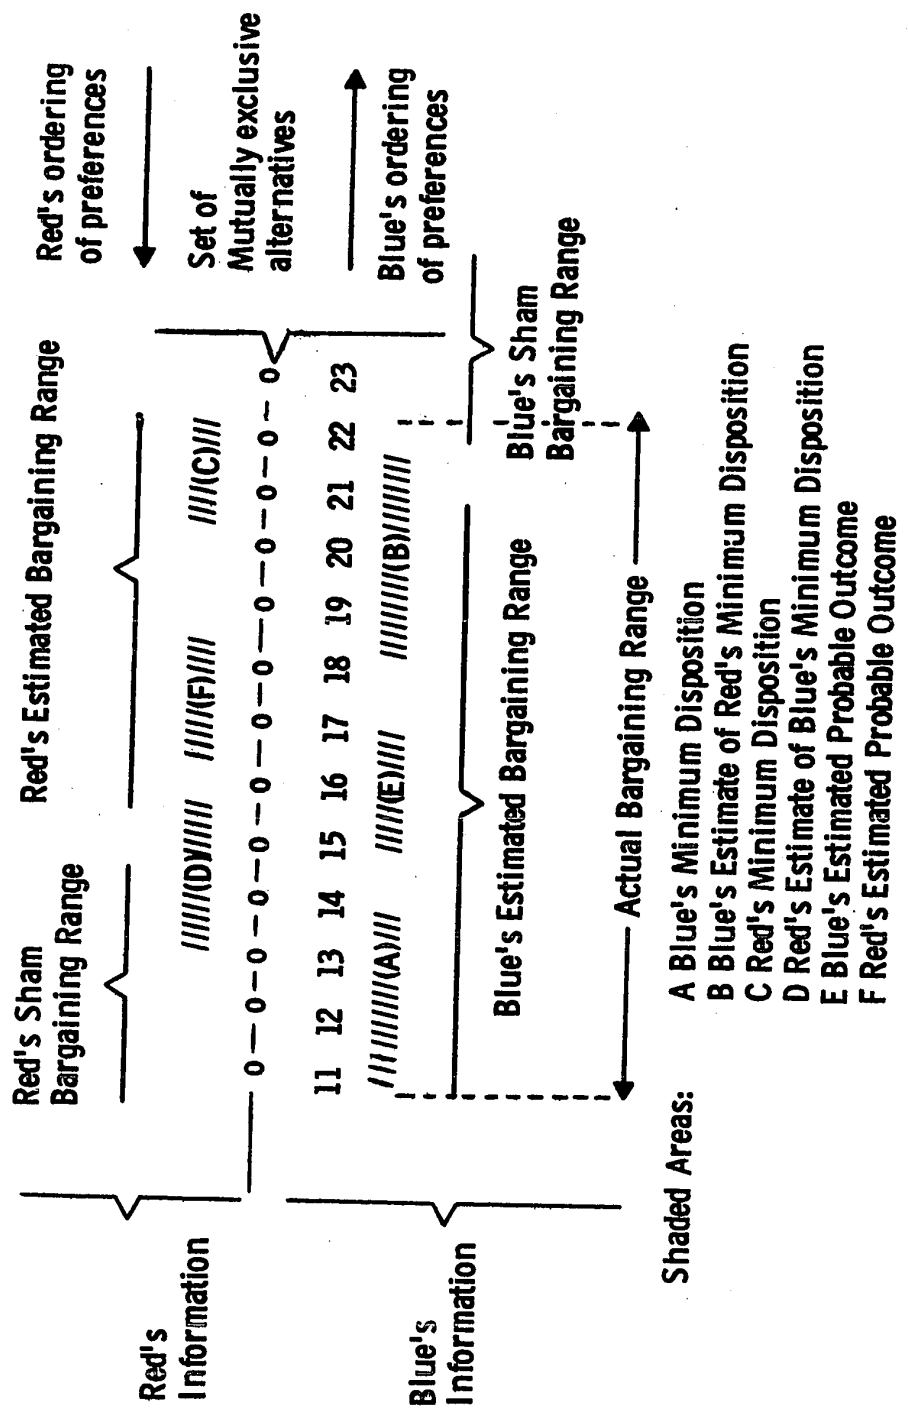 Red's Sham
Bargaining Range
Red's Estimated Bargaining Range
Red's ordering
of preferences
Red's
Information
//////(D)/////
/////(F)////
////(C)///
Set of
Mutually exclusive
alternatives
0—0—0—0—0—0—0—0—0—0—0—0—0
11 12 13 14 15 16 17 18 19 20 21 22 23
Blue's
Information
//////////(A)///
/////(E)////
/////////(B)/////////
Blue's ordering
of preferences
Blue's Estimated Bargaining Range
Blue's Sham
Bargaining Range
Actual Bargaining Range
Shaded Areas:
A Blue's Minimum Disposition
B Blue's Estimate of Red's Minimum Disposition
C Red's Minimum Disposition
D Red's Estimate of Blue's Minimum Disposition
E Blue's Estimated Probable Outcome
F Red's Estimated Probable Outcome